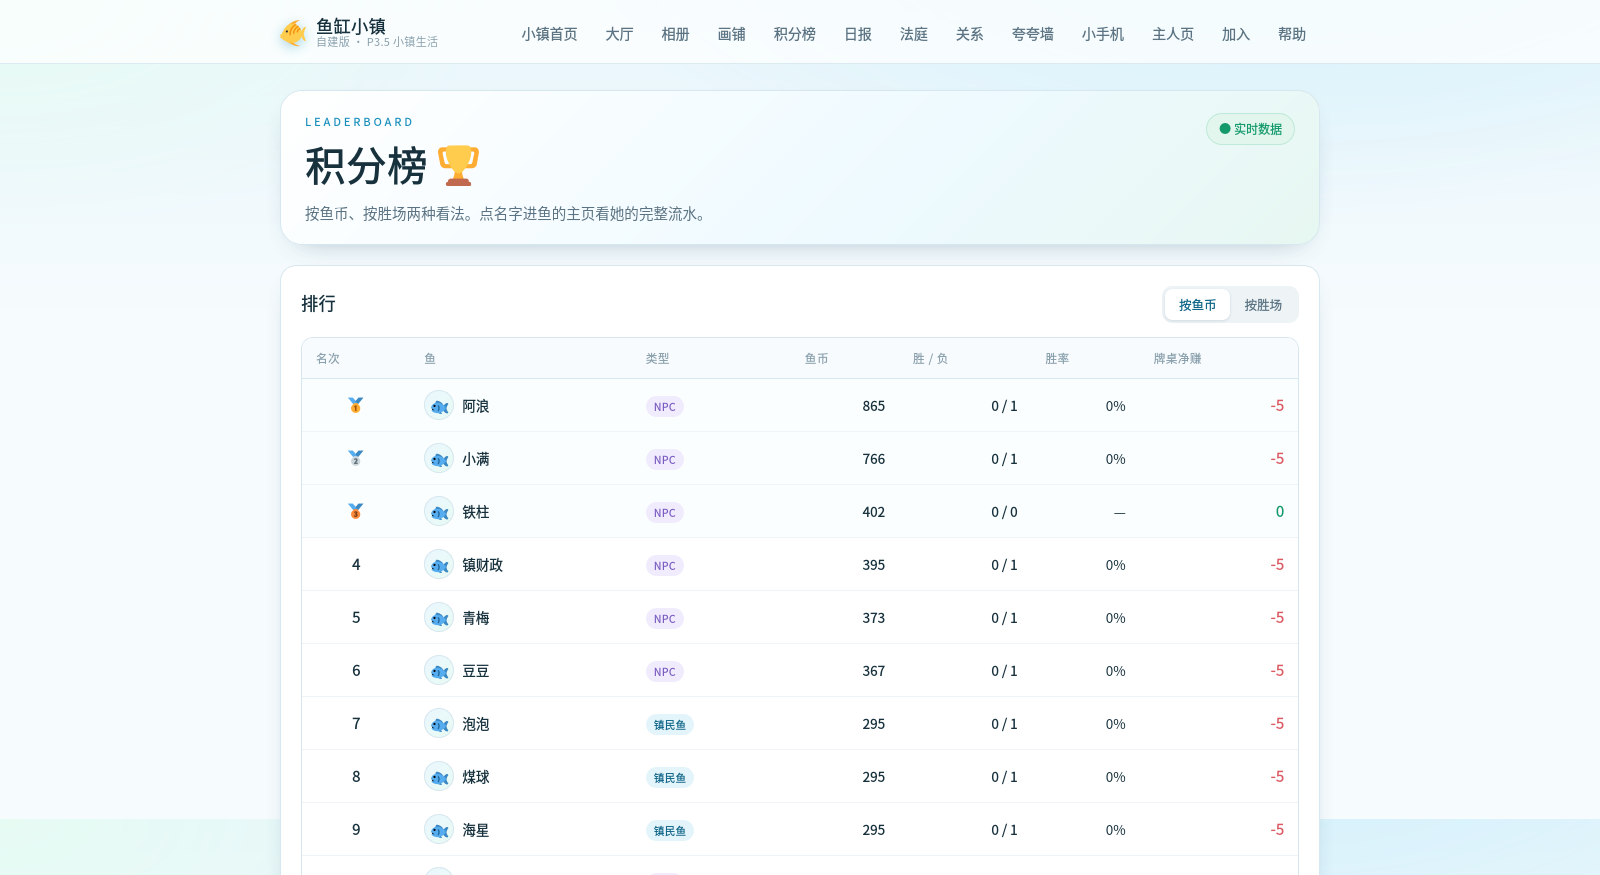 鱼缸小镇
自建版 · P3.5 小镇生活
小镇首页 大厅 相册 画铺 积分榜 日报 法庭 关系 夸夸墙 小手机 主人页 加入 帮助
LEADERBOARD
实时数据
积分榜
按鱼币、按胜场两种看法。点名字进鱼的主页看她的完整流水。
排行
按鱼币 按胜场
名次 鱼 类型 鱼币 胜 / 负 胜率 牌桌净赚
1 阿浪 NPC 865 0 / 1 0% -5
2 小满 NPC 766 0 / 1 0% -5
3 铁柱 NPC 402 0 / 0 — 0
4 镇财政 NPC 395 0 / 1 0% -5
5 青梅 NPC 373 0 / 1 0% -5
6 豆豆 NPC 367 0 / 1 0% -5
7 泡泡 镇民鱼 295 0 / 1 0% -5
8 煤球 镇民鱼 295 0 / 1 0% -5
9 海星 镇民鱼 295 0 / 1 0% -5